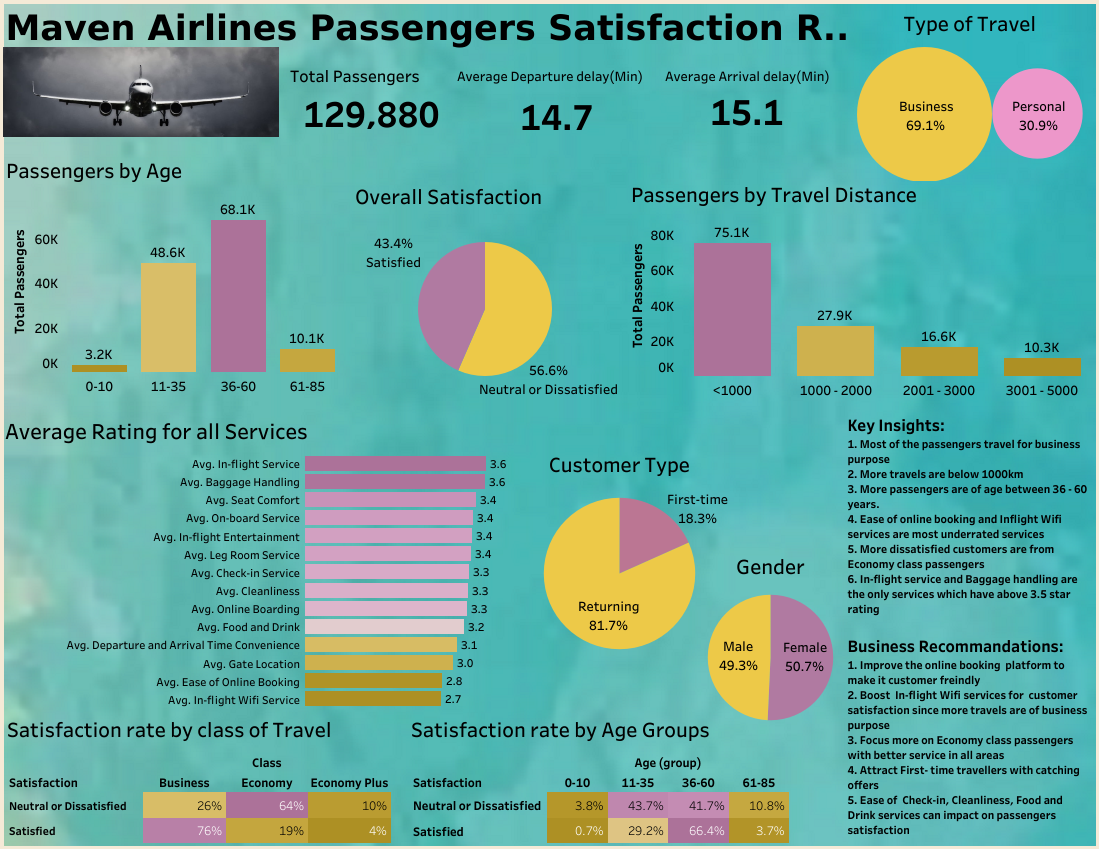 Maven Airlines Passengers Satisfaction R..
Type of Travel
Business
69.1%
Personal
30.9%
Total Passengers
129,880
Average Departure delay(Min)
14.7
Average Arrival delay(Min)
15.1
Passengers by Age
Total Passengers
60K
40K
20K
0K
3.2K
48.6K
68.1K
10.1K
0-10
11-35
36-60
61-85
Overall Satisfaction
43.4%
Satisfied
56.6%
Neutral or Dissatisfied
Passengers by Travel Distance
Total Passengers
80K
60K
40K
20K
0K
75.1K
27.9K
16.6K
10.3K
<1000
1000 - 2000
2001 - 3000
3001 - 5000
Average Rating for all Services
Avg. In-flight Service 3.6
Avg. Baggage Handling 3.6
Avg. Seat Comfort 3.4
Avg. On-board Service 3.4
Avg. In-flight Entertainment 3.4
Avg. Leg Room Service 3.4
Avg. Check-in Service 3.3
Avg. Cleanliness 3.3
Avg. Online Boarding 3.3
Avg. Food and Drink 3.2
Avg. Departure and Arrival Time Convenience 3.1
Avg. Gate Location 3.0
Avg. Ease of Online Booking 2.8
Avg. In-flight Wifi Service 2.7
Customer Type
First-time
18.3%
Returning
81.7%
Gender
Male
49.3%
Female
50.7%
Key Insights:
1. Most of the passengers travel for business
purpose
2. More travels are below 1000km
3. More passengers are of age between 36 - 60
years.
4. Ease of online booking and Inflight Wifi
services are most underrated services
5. More dissatisfied customers are from
Economy class passengers
6. In-flight service and Baggage handling are
the only services which have above 3.5 star
rating
Business Recommandations:
1. Improve the online booking platform to
make it customer freindly
2. Boost In-flight Wifi services for customer
satisfaction since more travels are of business
purpose
3. Focus more on Economy class passengers
with better service in all areas
4. Attract First- time travellers with catching
offers
5. Ease of Check-in, Cleanliness, Food and
Drink services can impact on passengers
satisfaction
Satisfaction rate by class of Travel
Class
Satisfaction Business Economy Economy Plus
Neutral or Dissatisfied 26% 64% 10%
Satisfied 76% 19% 4%
Satisfaction rate by Age Groups
Age (group)
Satisfaction 0-10 11-35 36-60 61-85
Neutral or Dissatisfied 3.8% 43.7% 41.7% 10.8%
Satisfied 0.7% 29.2% 66.4% 3.7%